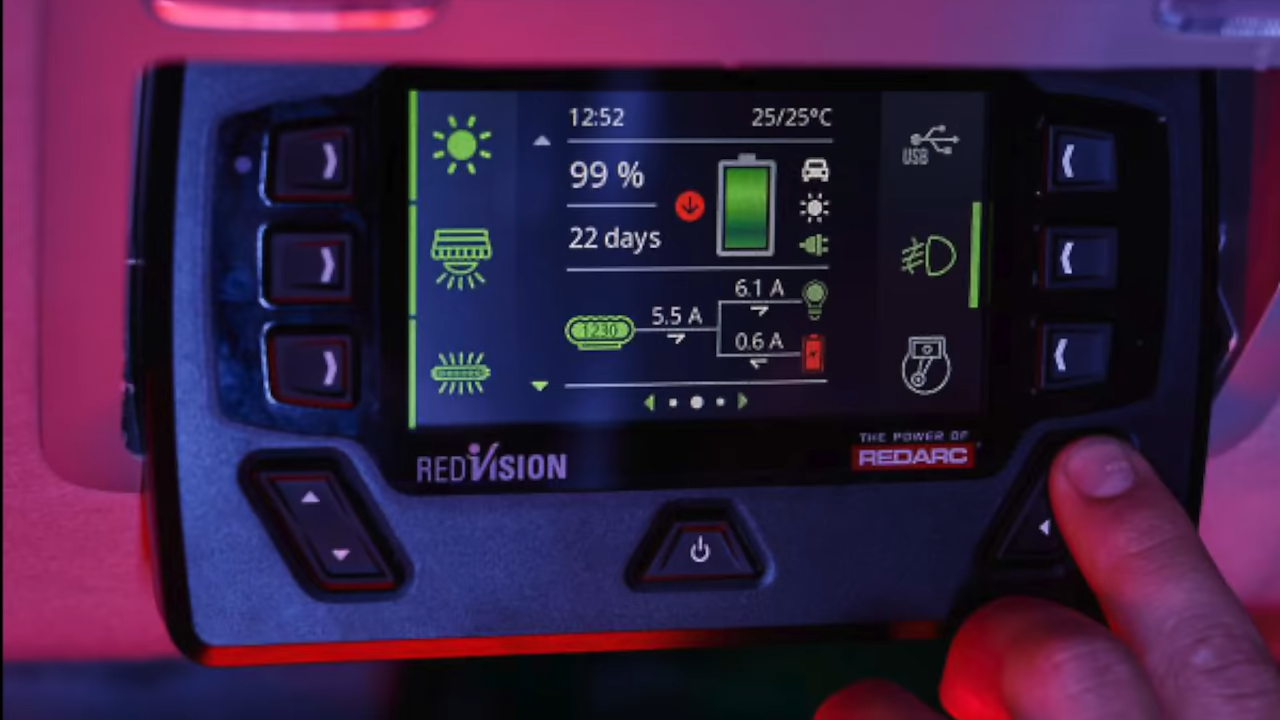 12:52 25/25°C
USB
99 %
22 days
6.1 A
5.5 A
1230
0.6 A
THE POWER OF
REDARC
REDVISION